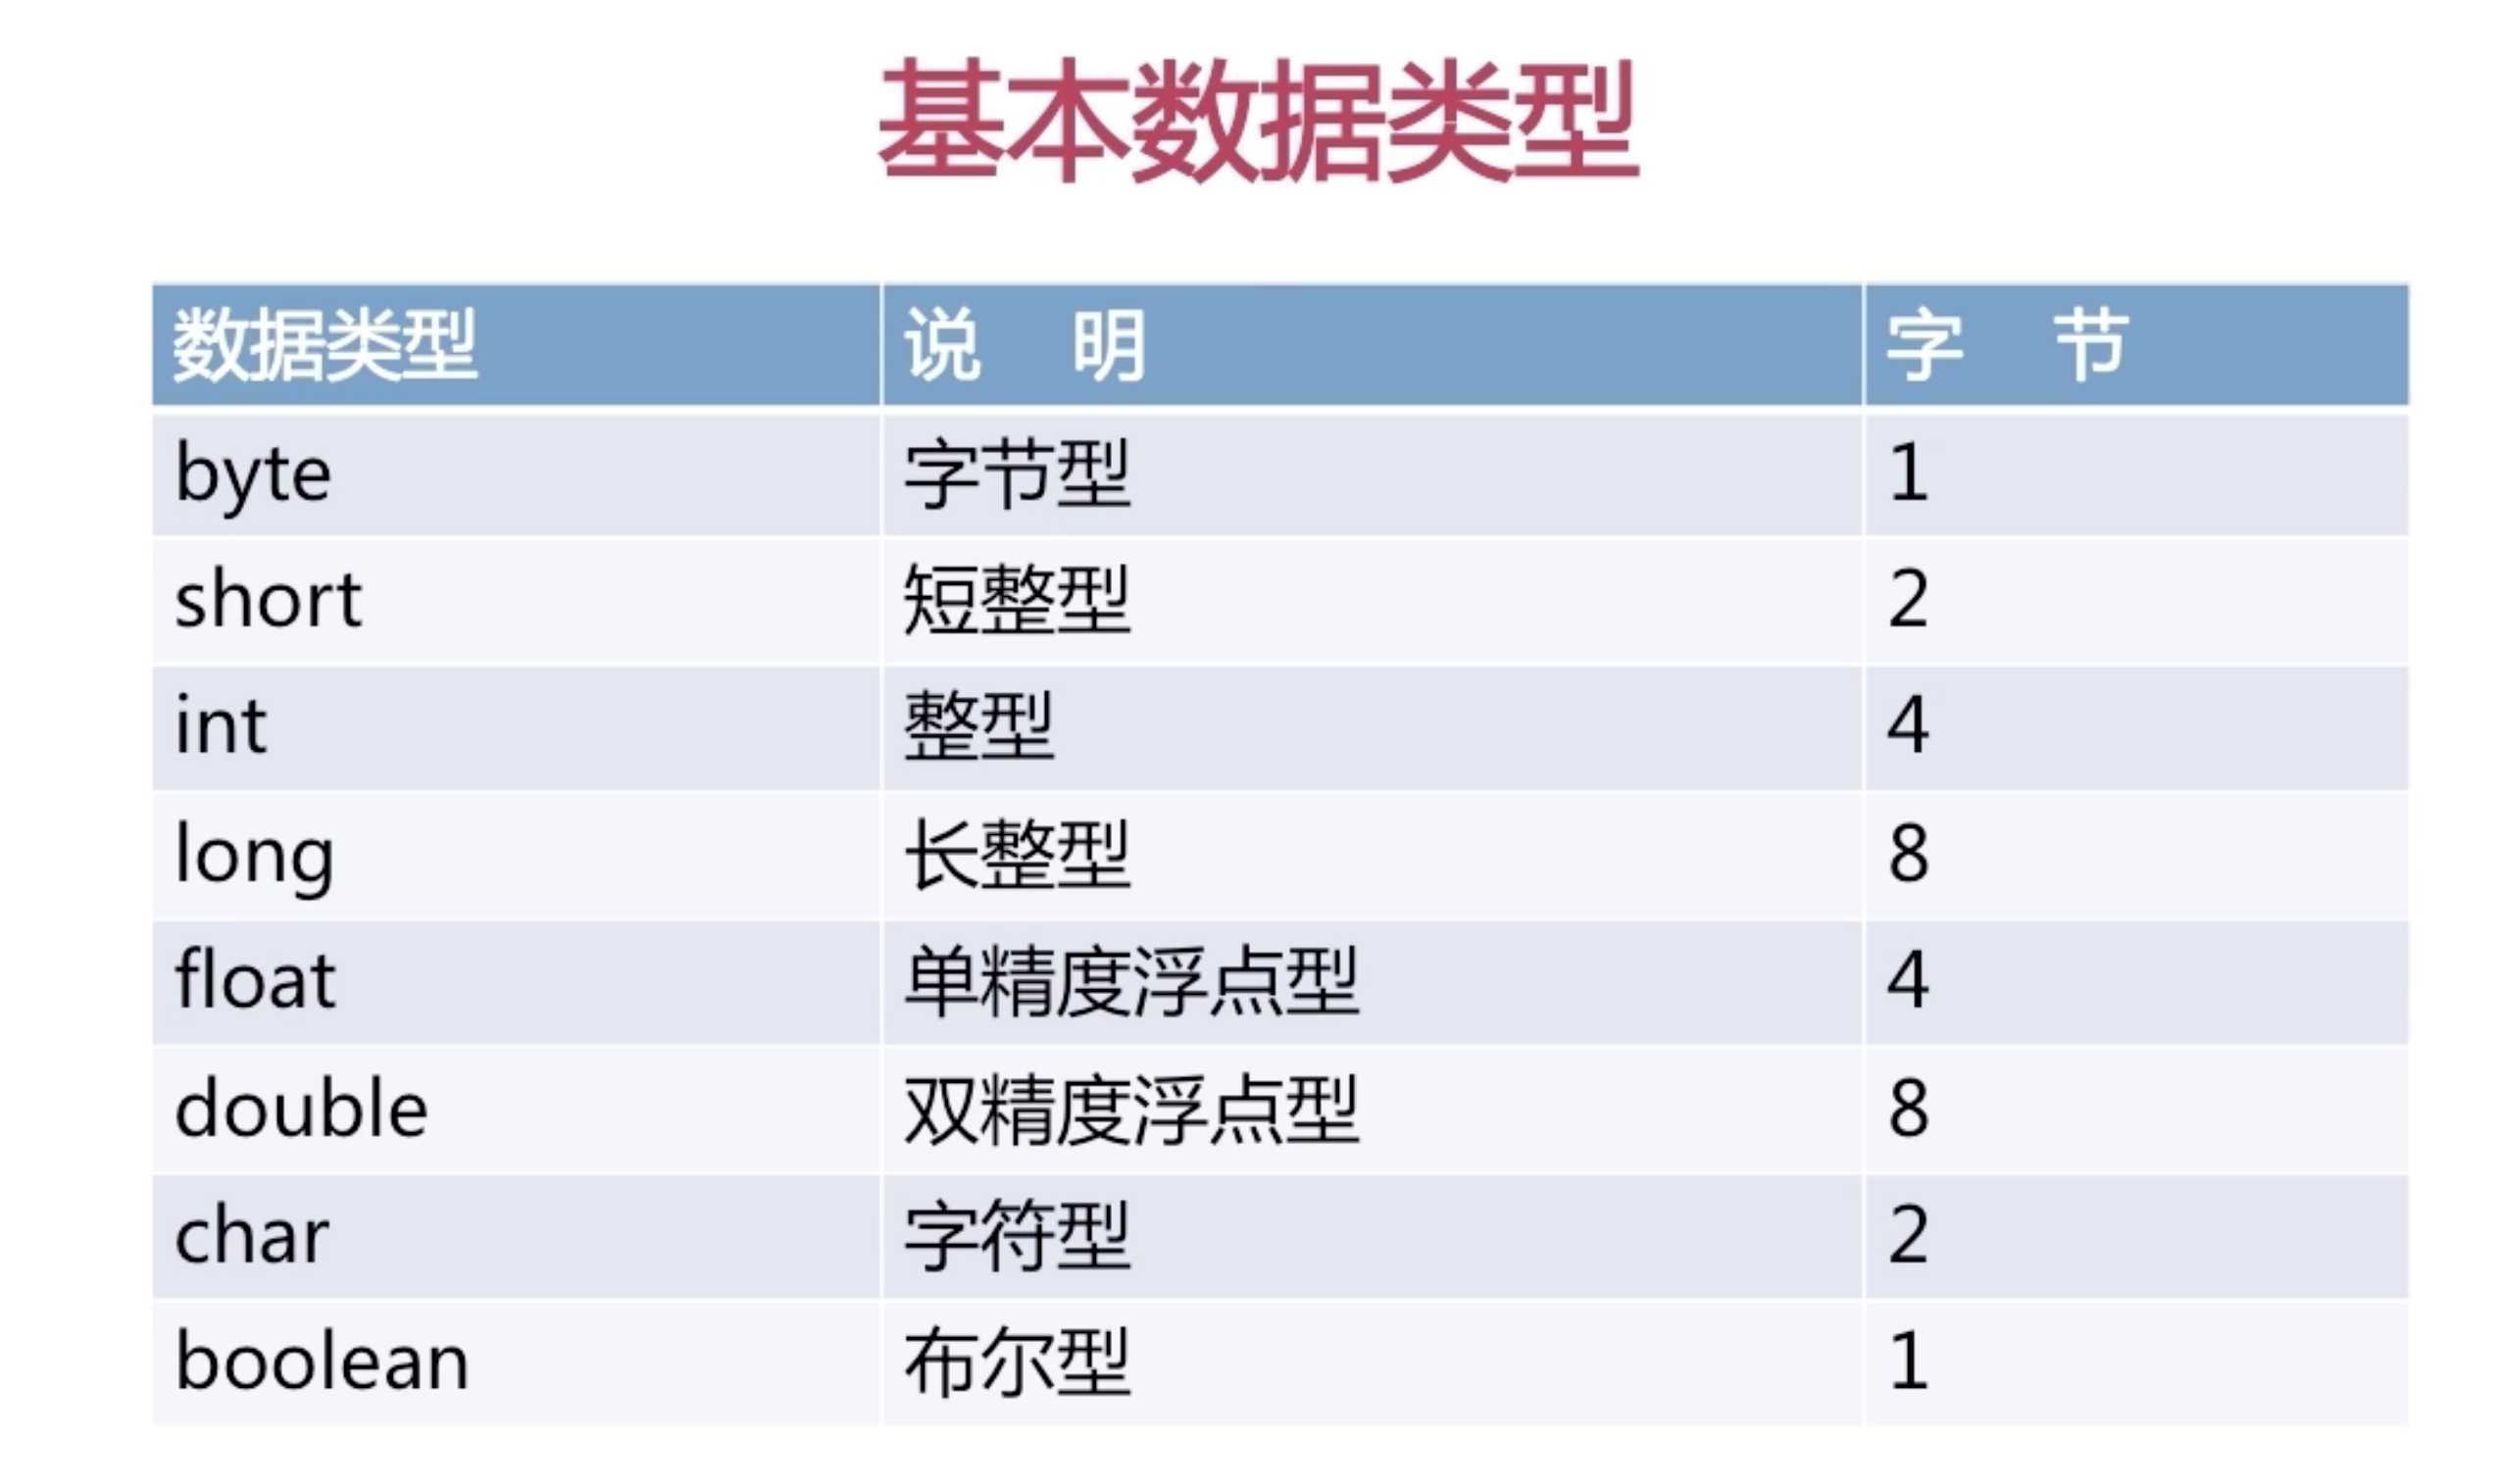 基本数据类型
数据类型 说 明 字 节
byte 字节型 1
short 短整型 2
int 整型 4
long 长整型 8
float 单精度浮点型 4
double 双精度浮点型 8
char 字符型 2
boolean 布尔型 1